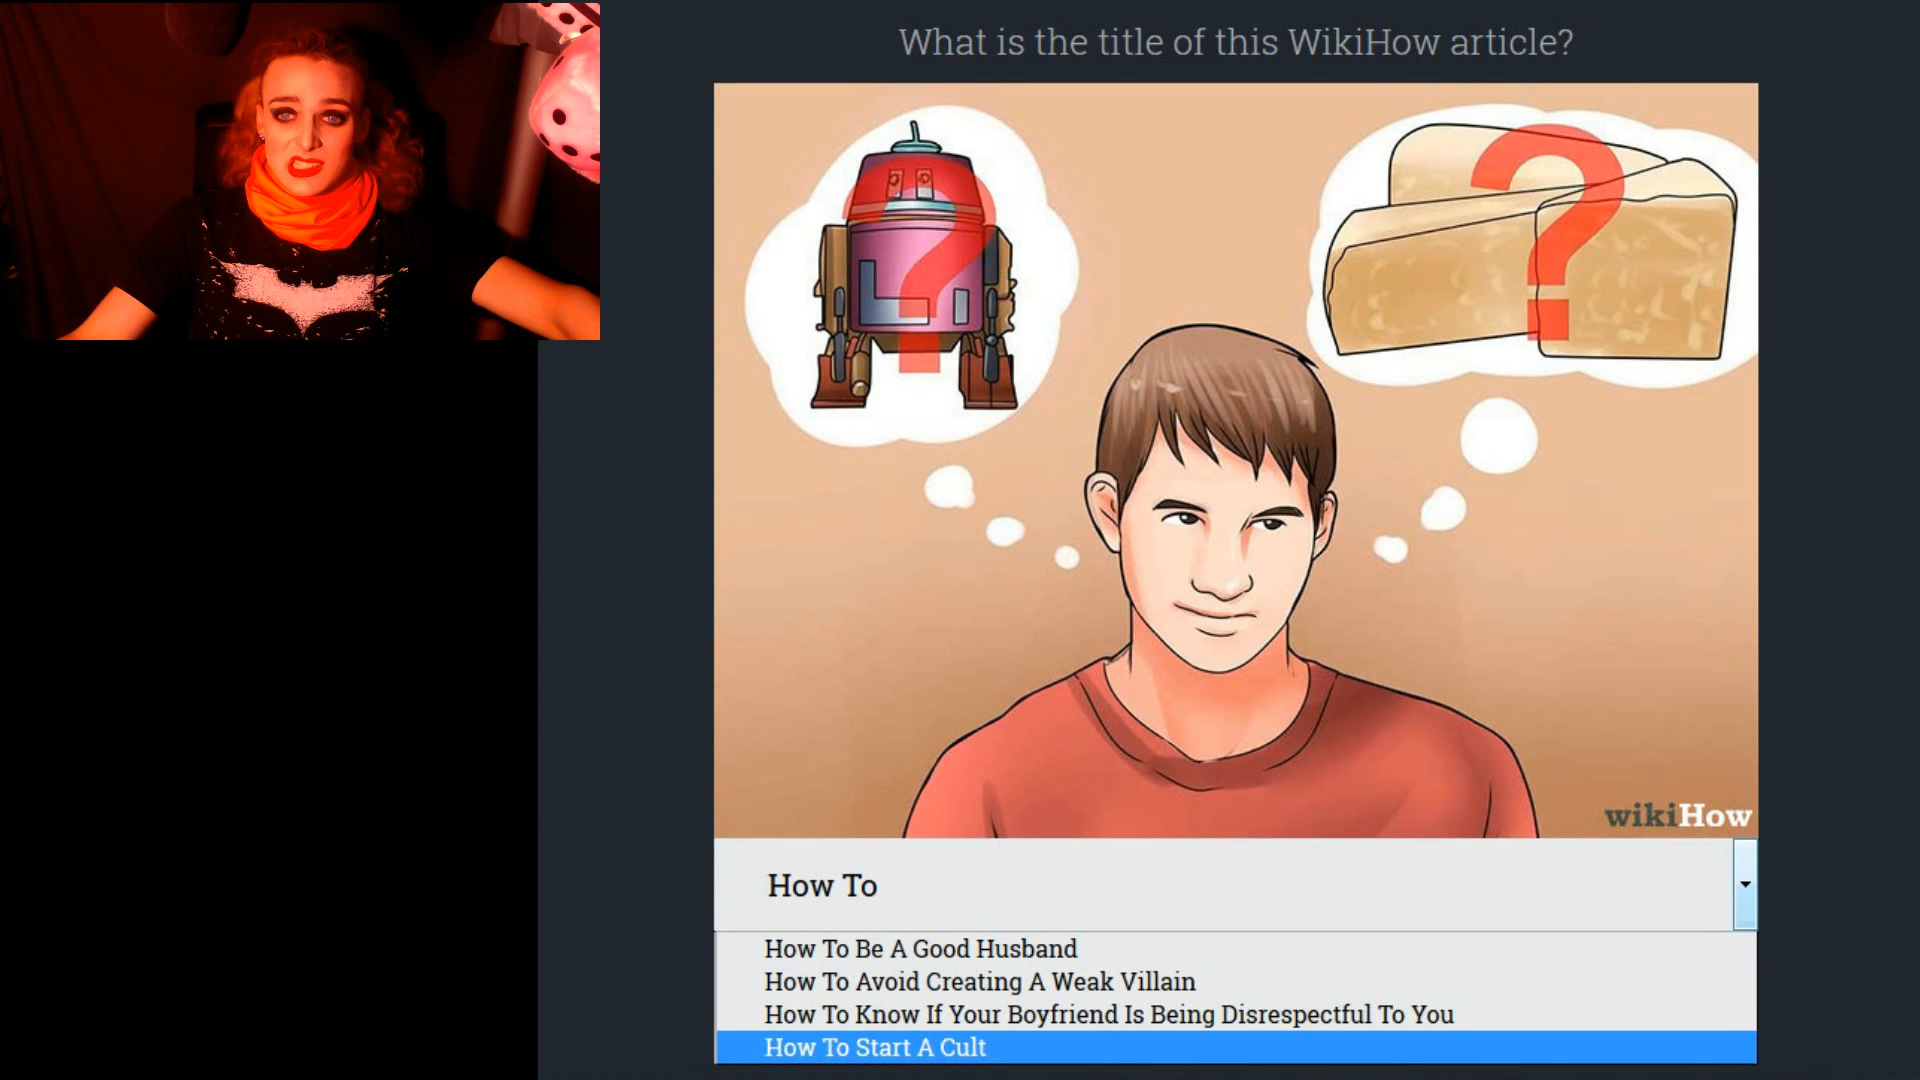 What is the title of this WikiHow article?
?
?
wikiHow
How To
How To Be A Good Husband
How To Avoid Creating A Weak Villain
How To Know If Your Boyfriend Is Being Disrespectful To You
How To Start A Cult